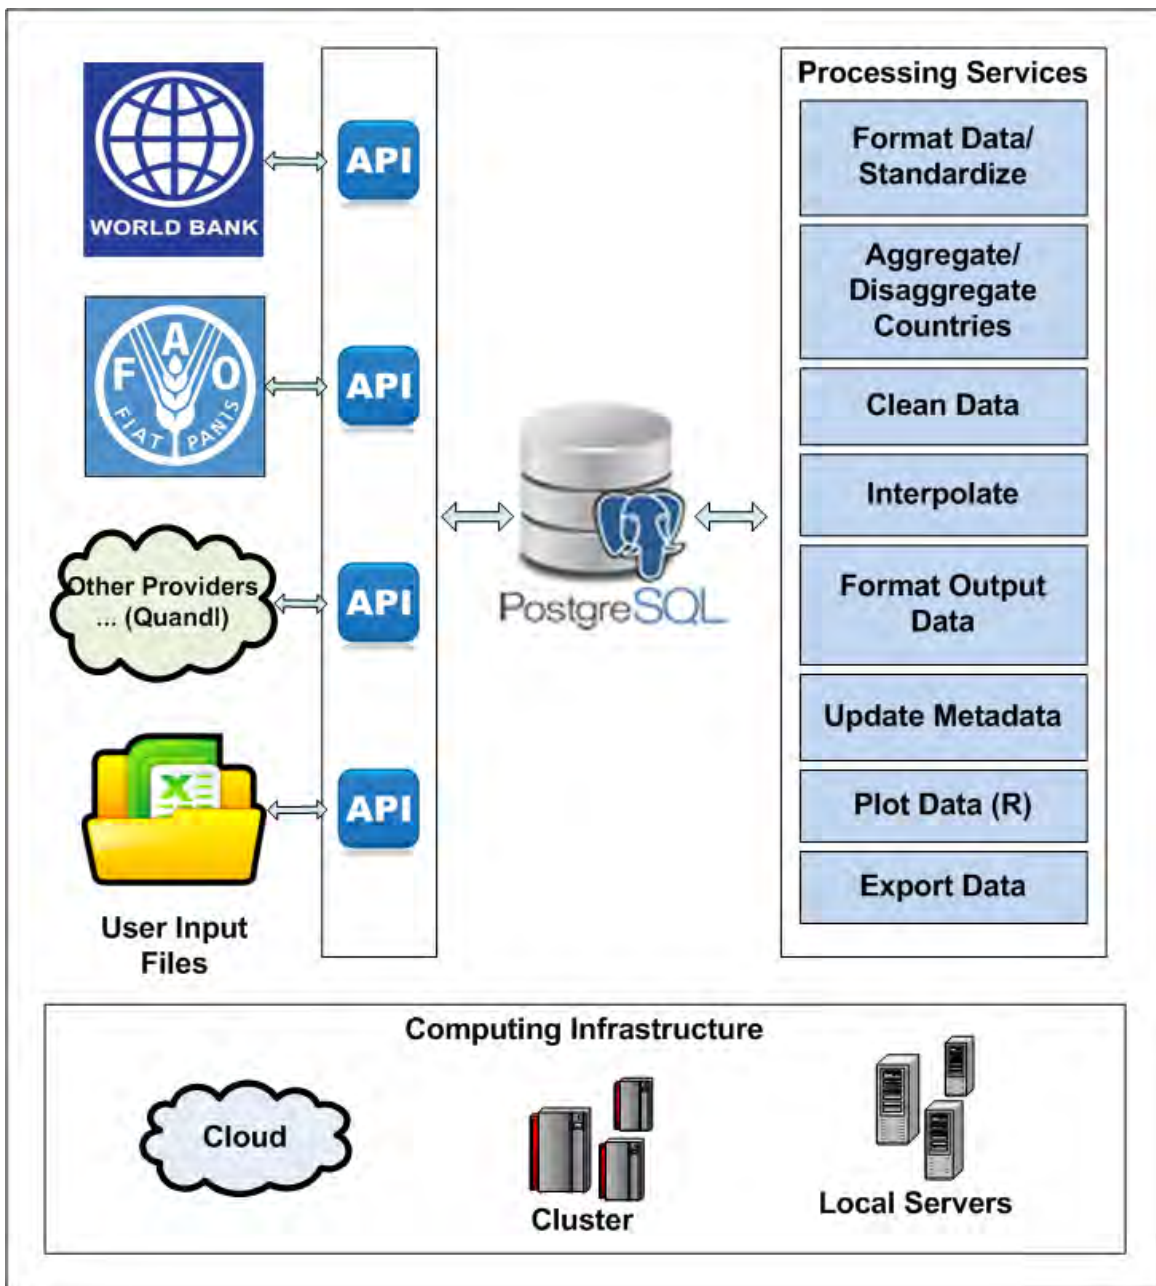 WORLD BANK
API
F A O
FIAT PANIS
API
Other Providers
... (Quandl)
API
API
User Input
Files
PostgreSQL
Processing Services
Format Data/
Standardize
Aggregate/
Disaggregate
Countries
Clean Data
Interpolate
Format Output
Data
Update Metadata
Plot Data (R)
Export Data
Computing Infrastructure
Cloud
Cluster
Local Servers